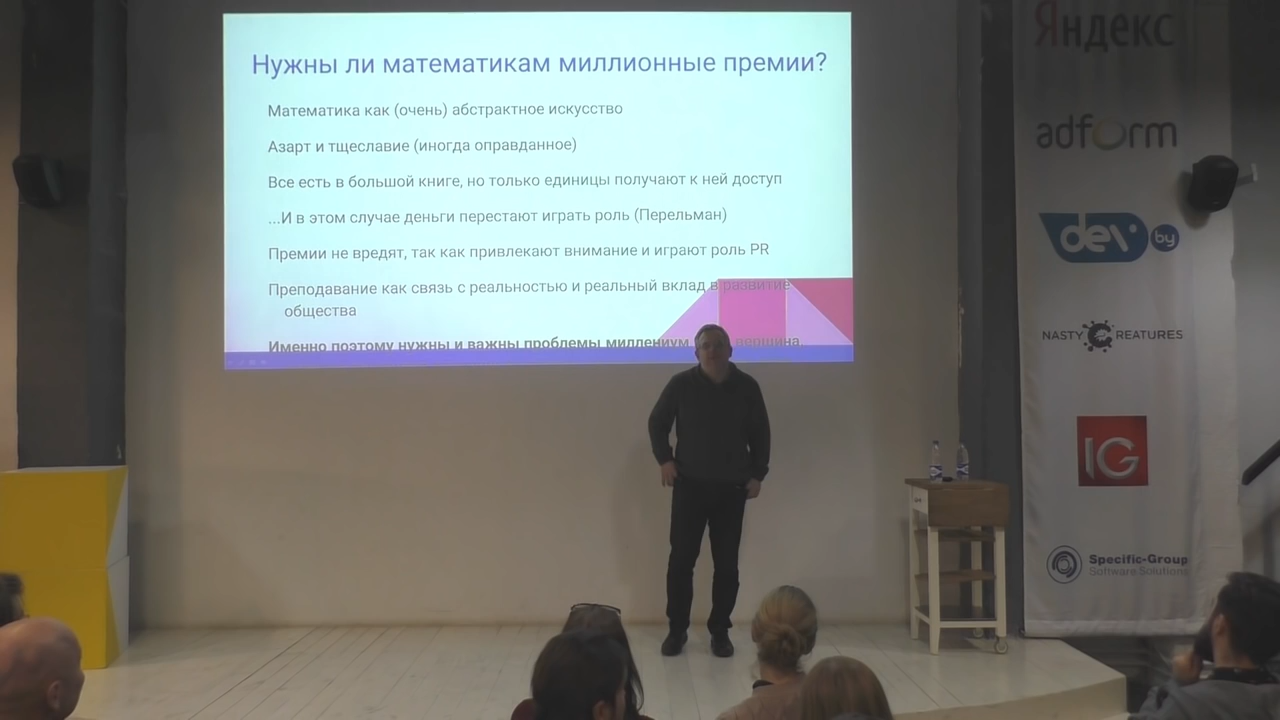 Нужны ли математикам миллионные премии?
Математика как (очень) абстрактное искусство
Азарт и тщеславие (иногда оправданное)
Все есть в большой книге, но только единицы получают к ней доступ
...И в этом случае деньги перестают играть роль (Перельман)
Премии не вредят, так как привлекают внимание и играют роль PR
Преподавание как связь с реальностью и реальный вклад в развитие
общества
Именно поэтому нужны и важны проблемы миллениум вершина.
Яндекс
adform
dev by
NASTY CREATURES
IG
Specific-Group
Software Solutions